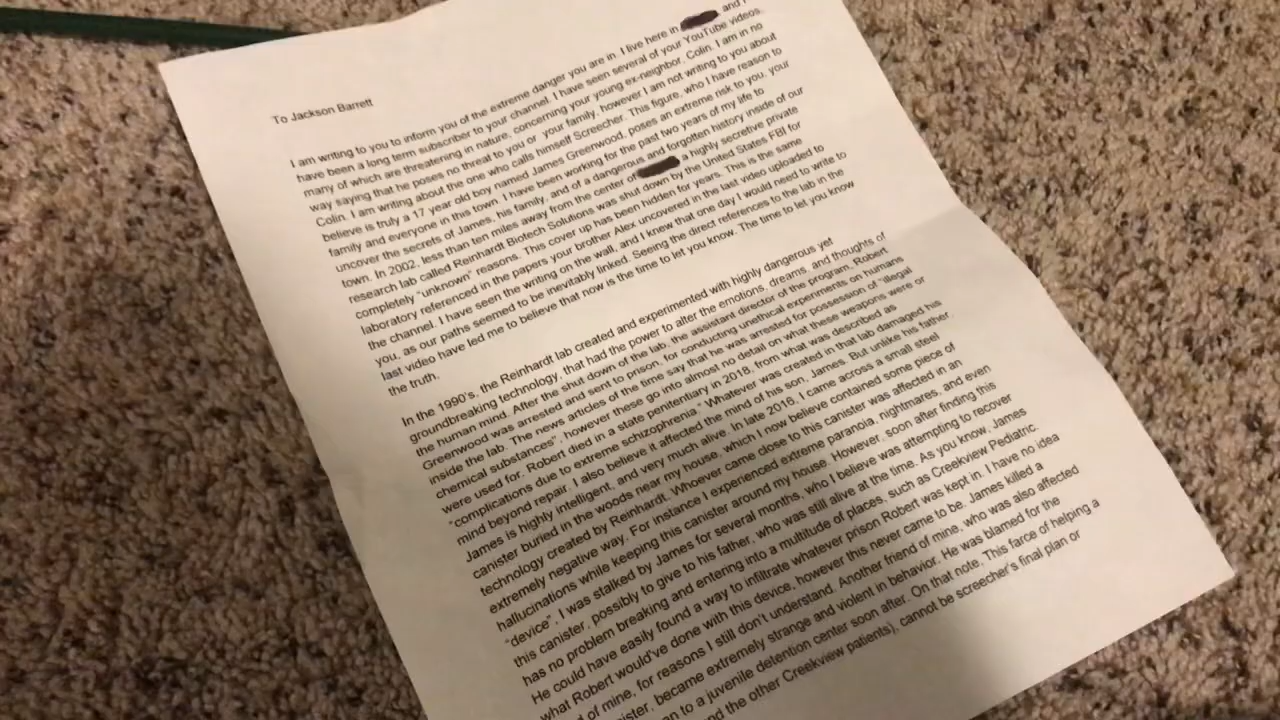 To Jackson Barrett
I am writing to you to inform you of the extreme danger you are in. I live here in and I
have been a long term subscriber to your channel. I have seen several of your YouTube videos,
many of which are threatening in nature, concerning your young ex-neighbor, Colin. I am in no
way saying that he poses no threat to you or your family, however I am not writing to you about
Colin. I am writing about the one who calls himself Screecher. This figure, who I have reason to
believe is truly a 17 year old boy named James Greenwood, poses an extreme risk to you, your
family and everyone in this town. I have been working for the past two years of my life to
uncover the secrets of James, his family, and of a dangerous and forgotten history inside of our
town. In 2002, less than ten miles away from the center of a highly secretive private
research lab called Reinhardt Biotech Solutions was shut down by the United States FBI for
completely "unknown" reasons. This cover up has been hidden for years. This is the same
laboratory referenced in the papers your brother Alex uncovered in the last video uploaded to
the channel. I have seen the writing on the wall, and I knew that one day I would need to write to
you, as our paths seemed to be inevitably linked. Seeing the direct references to the lab in the
last video have led me to believe that now is the time to let you know. The time to let you know
the truth.
In the 1990's, the Reinhardt lab created and experimented with highly dangerous yet
groundbreaking technology, that had the power to alter the emotions, dreams, and thoughts of
the human mind. After the shut down of the lab, the assistant director of the program, Robert
Greenwood was arrested and sent to prison, for conducting unethical experiments on humans
inside the lab. The news articles of the time say that he was arrested for possession of "illegal
chemical substances", however these go into almost no detail on what these weapons were or
were used for. Robert died in a state penitentiary in 2018, from what was described as
"complications due to extreme schizophrenia." Whatever was created in that lab damaged his
mind beyond repair. I also believe it affected the mind of his son, James. But unlike his father,
James is highly intelligent, and very much alive. In late 2016, I came across a small steel
canister buried in the woods near my house, which I now believe contained some piece of
technology created by Reinhardt. Whoever came close to this canister was affected in an
extremely negative way. For instance I experienced extreme paranoia, nightmares, and even
hallucinations while keeping this canister around my house. However, soon after finding this
"device", I was stalked by James for several months, who I believe was attempting to recover
this canister, possibly to give to his father, who was still alive at the time. As you know, James
has no problem breaking and entering into a multitude of places, such as Creekview Pediatric.
He could have easily found a way to infiltrate whatever prison Robert was kept in. I have no idea
what Robert would've done with this device, however this never came to be. James killed a
d of mine, for reasons I still don't understand. Another friend of mine, who was also affected
ister, became extremely strange and violent in behavior. He was blamed for the
an to a juvenile detention center soon after. On that note. This farce of helping a
nd the other Creekview patients), cannot be screecher's final plan or